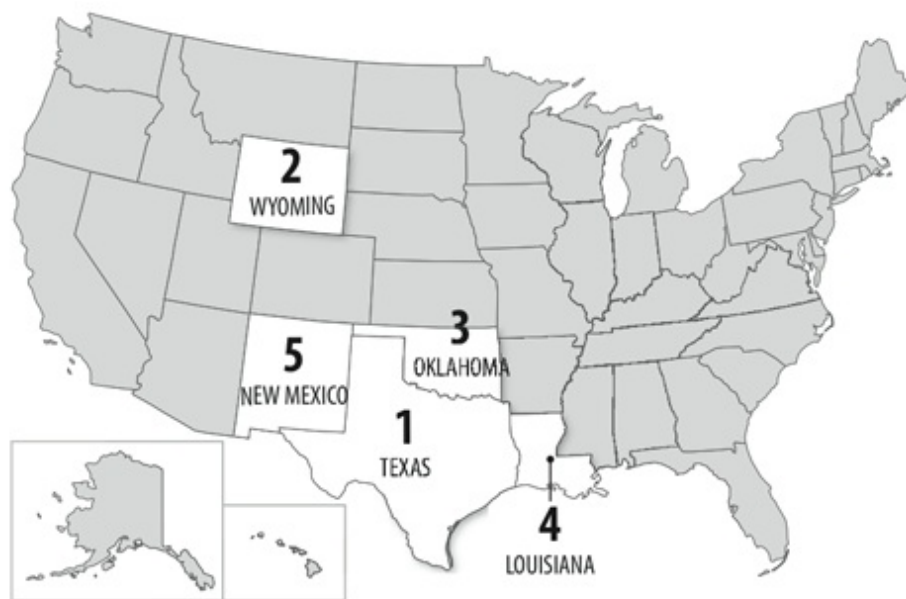 2
WYOMING
3
OKLAHOMA
5
NEW MEXICO
1
TEXAS
4
LOUISIANA